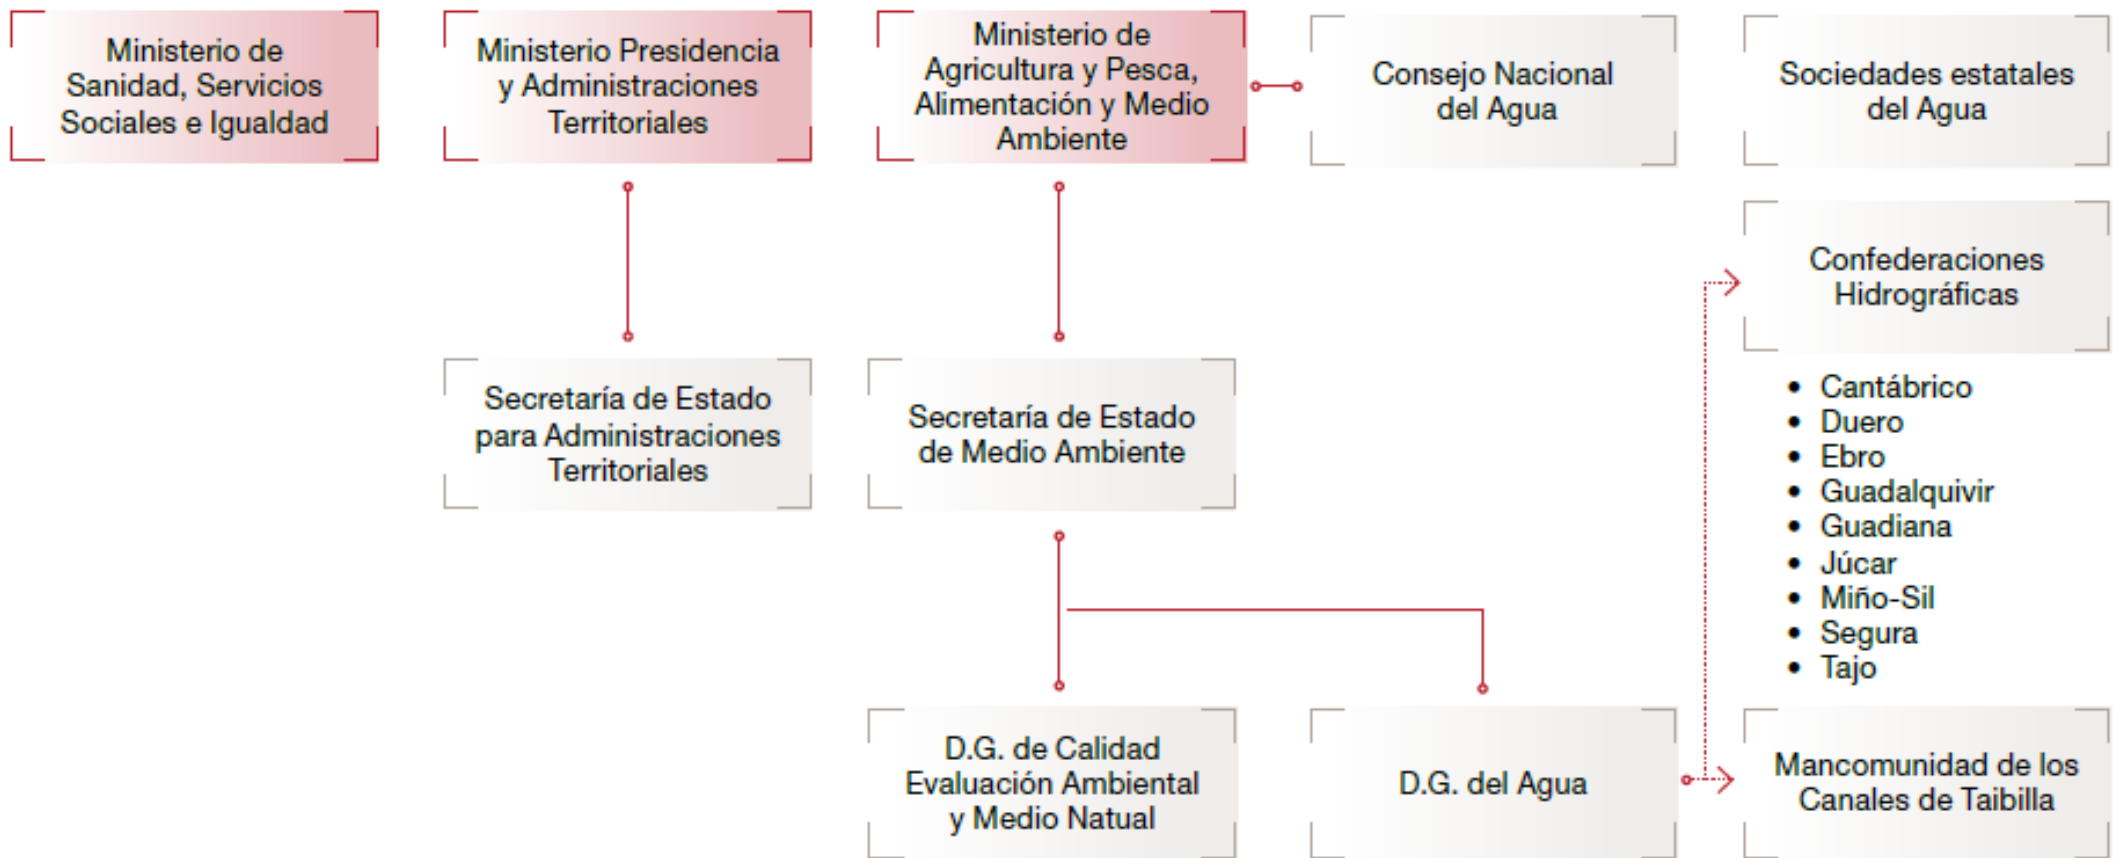 Ministerio de
Sanidad, Servicios
Sociales e Igualdad
Ministerio Presidencia
y Administraciones
Territoriales
Ministerio de
Agricultura y Pesca,
Alimentación y Medio
Ambiente
Consejo Nacional
del Agua
Sociedades estatales
del Agua
Confederaciones
Hidrográficas
• Cantábrico
• Duero
• Ebro
• Guadalquivir
• Guadiana
• Júcar
• Miño-Sil
• Segura
• Tajo
Secretaría de Estado
para Administraciones
Territoriales
Secretaría de Estado
de Medio Ambiente
D.G. de Calidad
Evaluación Ambiental
y Medio Natual
D.G. del Agua
Mancomunidad de los
Canales de Taibilla